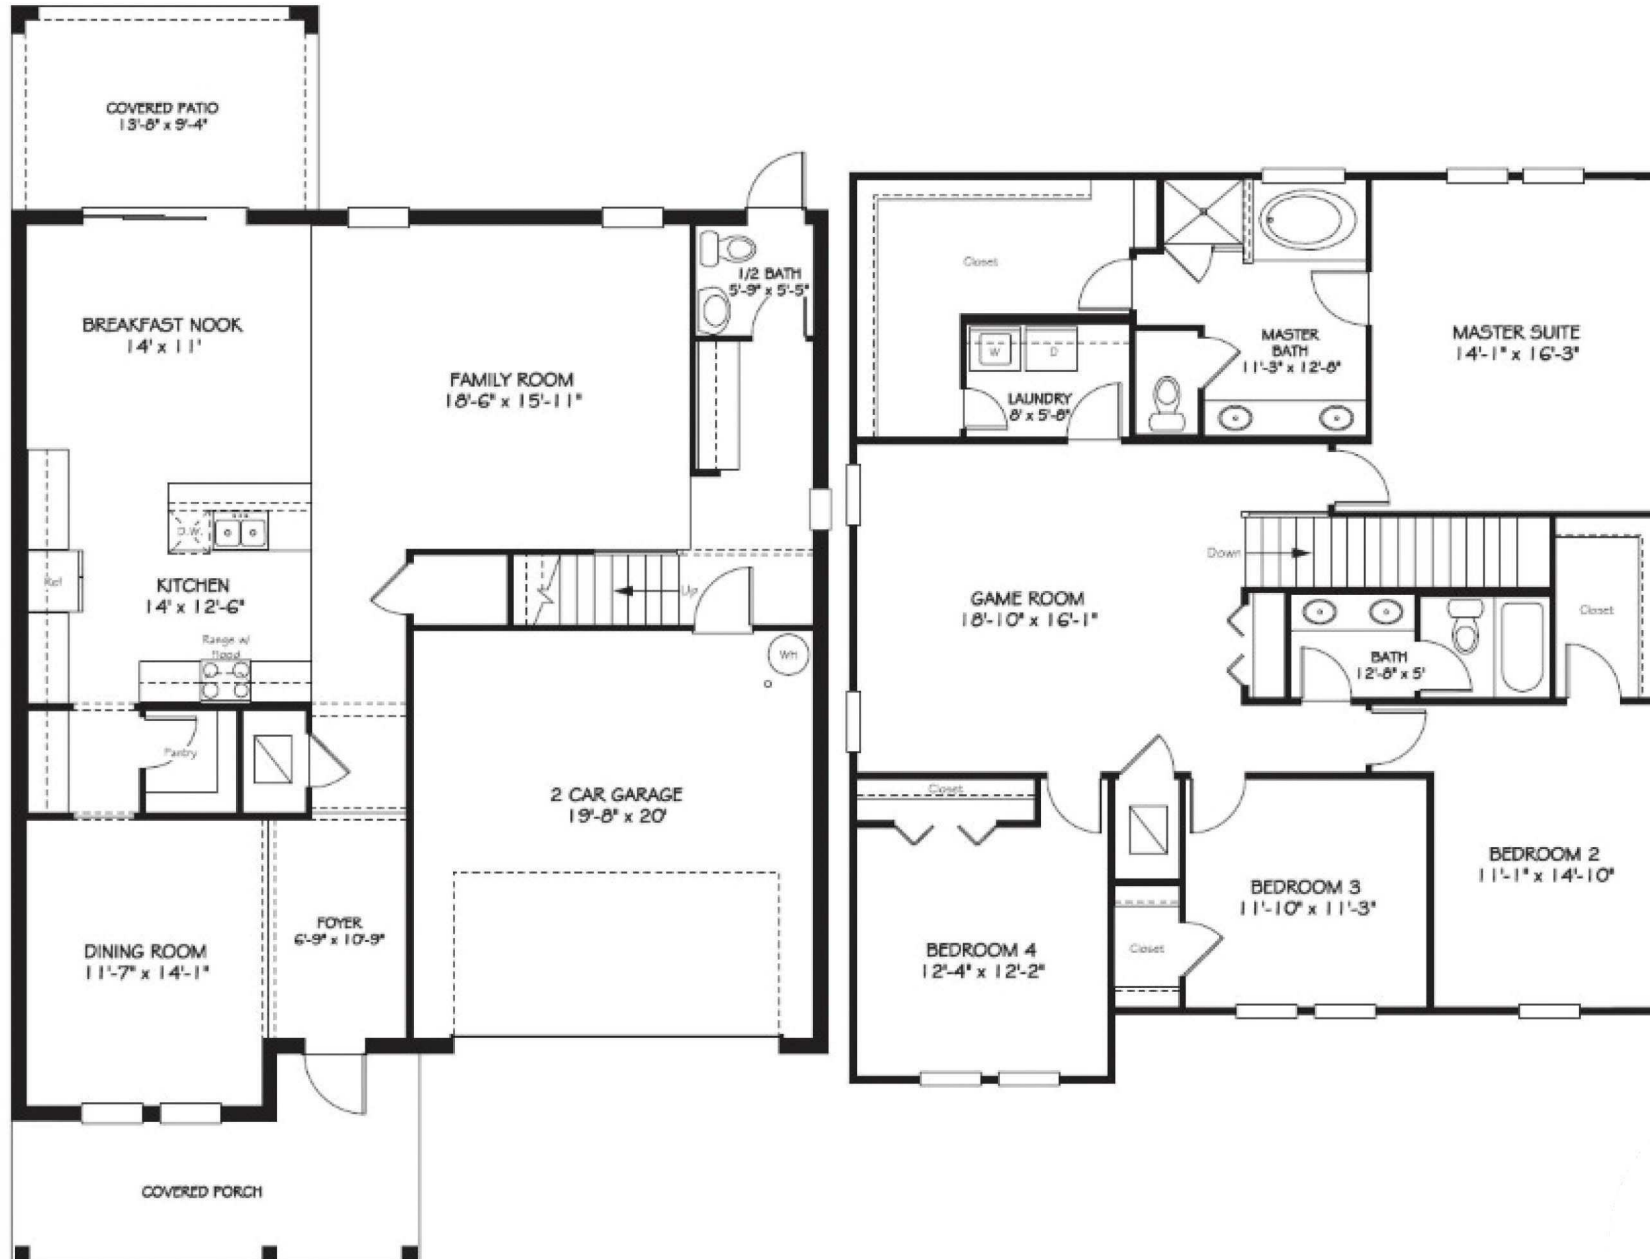 COVERED PATIO
13'-8" x 9'-4"
BREAKFAST NOOK
14' x 11'
FAMILY ROOM
18'-6" x 15'-11"
1/2 BATH
5'-9" x 5'-5"
D.W.
Ref
KITCHEN
14' x 12'-6"
Range w/
Hood
Up
WH
Pantry
2 CAR GARAGE
19'-8" x 20'
DINING ROOM
11'-7" x 14'-1"
FOYER
6'-9" x 10'-9"
COVERED PORCH
Closet
W
D
LAUNDRY
8' x 5'-8"
MASTER
BATH
11'-3" x 12'-8"
MASTER SUITE
14'-1" x 16'-3"
Down
GAME ROOM
18'-10" x 16'-1"
BATH
12'-8" x 5'
Closet
Closet
BEDROOM 4
12'-4" x 12'-2"
Closet
BEDROOM 3
11'-10" x 11'-3"
BEDROOM 2
11'-1" x 14'-10"